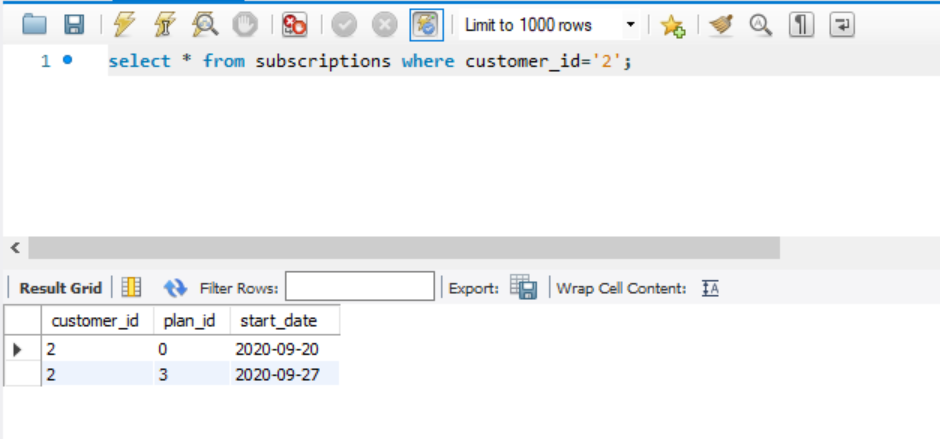 Limit to 1000 rows
1 select * from subscriptions where customer_id='2';
Result Grid Filter Rows: Export: Wrap Cell Content:
customer_id plan_id start_date
2 0 2020-09-20
2 3 2020-09-27